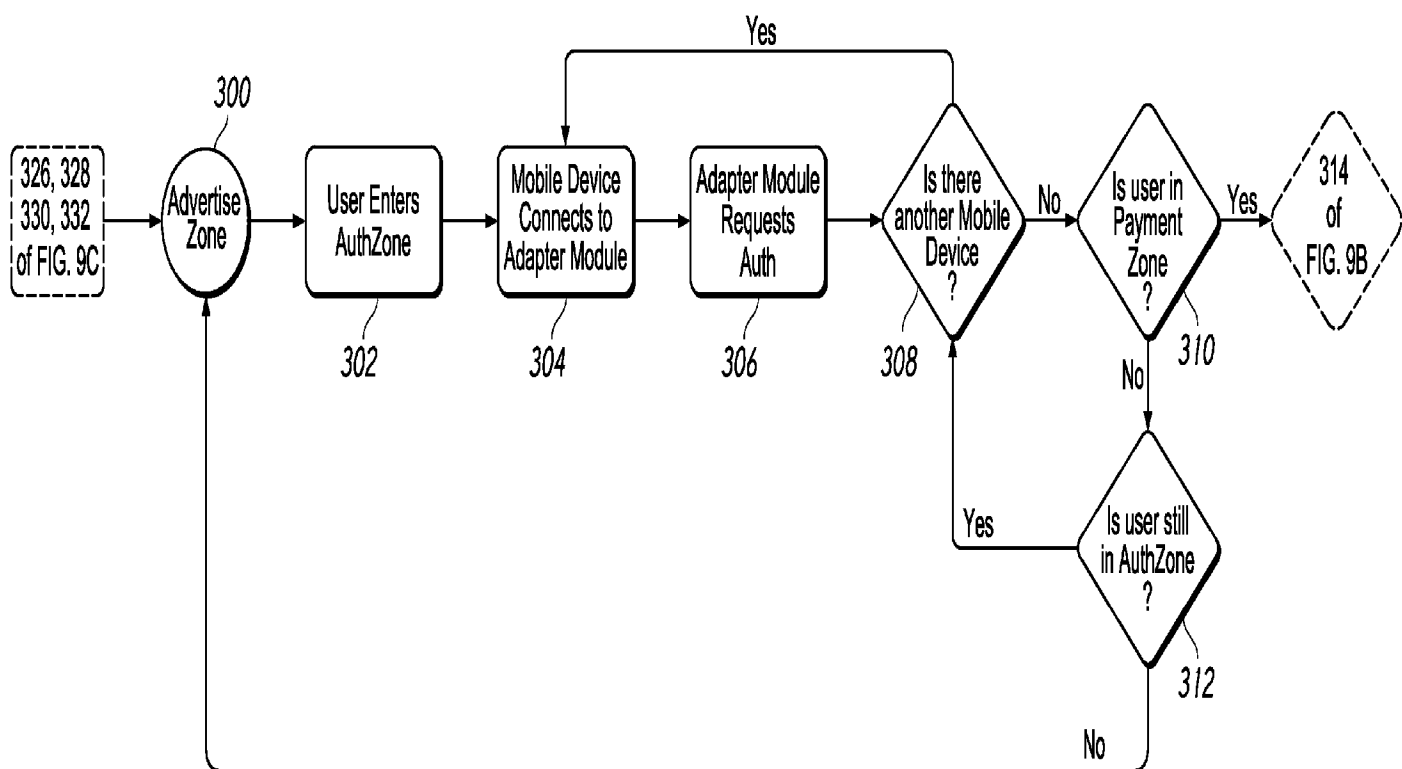 Yes
300
326, 328
330, 332
of FIG. 9C
Advertise
Zone
User Enters
AuthZone
302
Mobile Device
Connects to
Adapter Module
304
Adapter Module
Requests
Auth
306
Is there
another Mobile
Device
?
308
No
Is user in
Payment
Zone
?
310
Yes
314
of
FIG. 9B
No
Is user still
in AuthZone
?
312
Yes
No